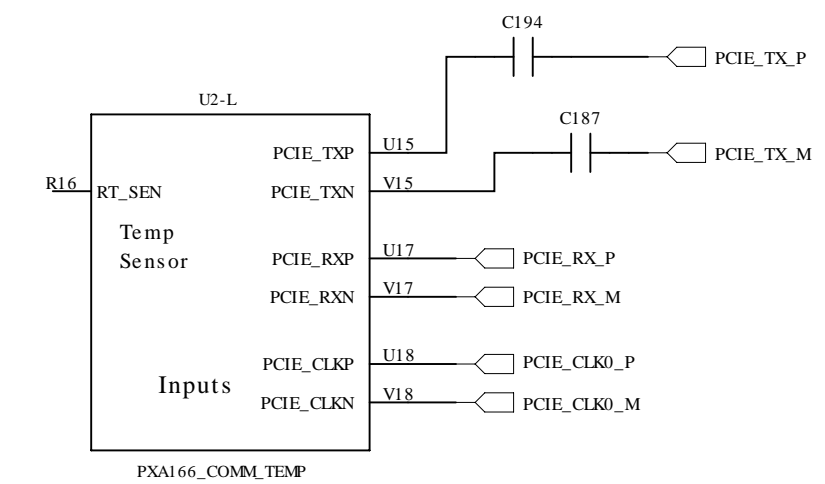 C194
PCIE_TX_P
U2-L
C187
PCIE_TXP U15
PCIE_TX_M
R16 RT_SEN
PCIE_TXN V15
Temp
Sensor
PCIE_RXP U17 PCIE_RX_P
PCIE_RXN V17 PCIE_RX_M
PCIE_CLKP U18 PCIE_CLK0_P
Inputs
PCIE_CLKN V18 PCIE_CLK0_M
PXA166_COMM_TEMP